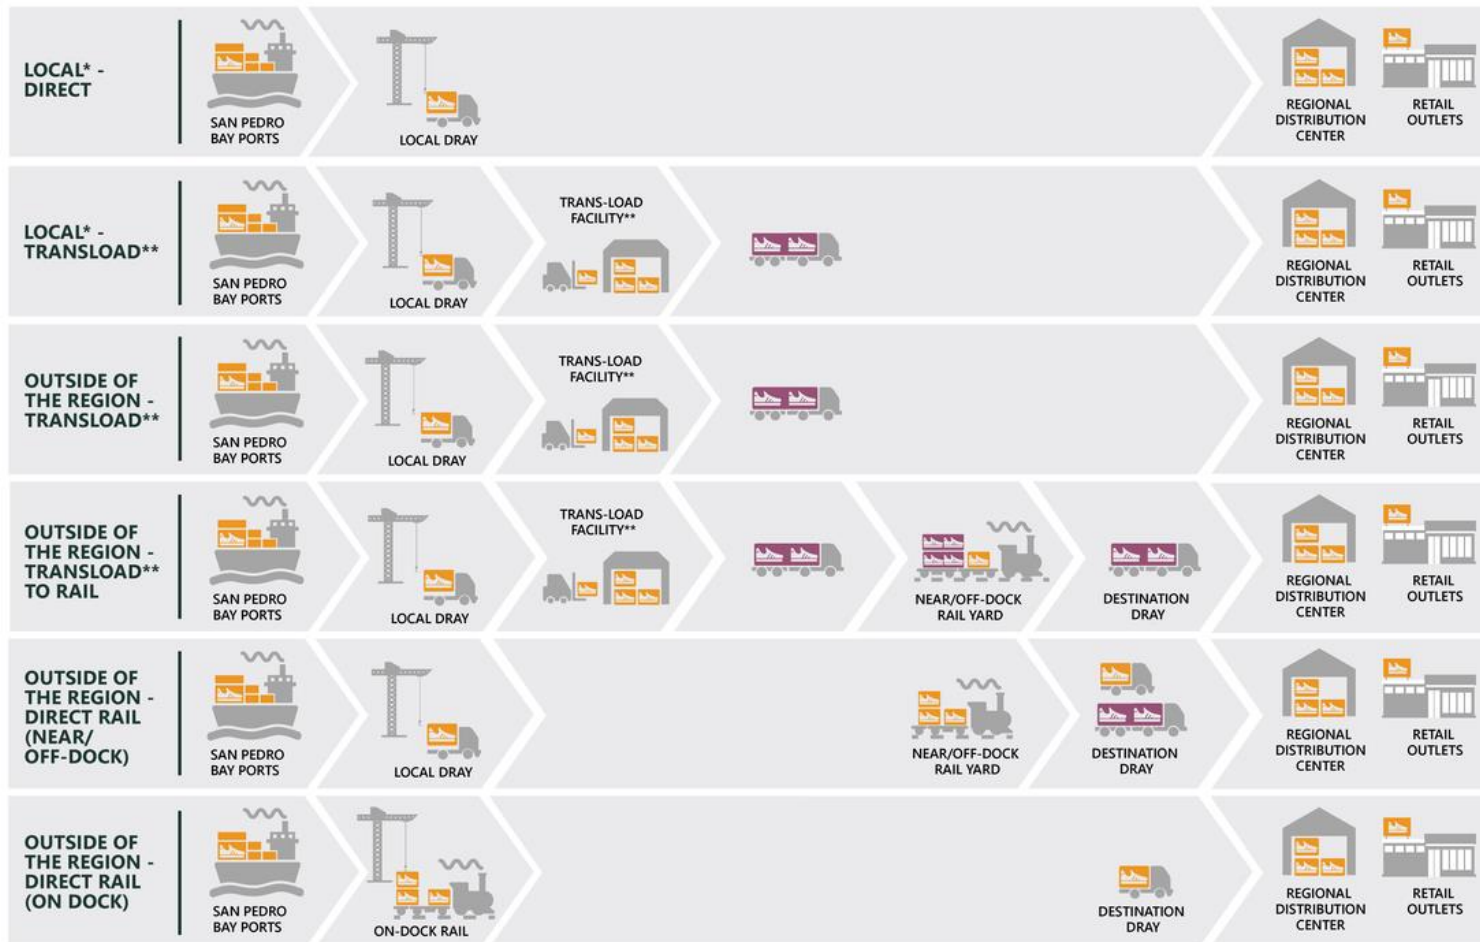 LOCAL* -
DIRECT
SAN PEDRO
BAY PORTS
LOCAL DRAY
REGIONAL
DISTRIBUTION
CENTER
RETAIL
OUTLETS
LOCAL* -
TRANSLOAD**
SAN PEDRO
BAY PORTS
LOCAL DRAY
TRANS-LOAD
FACILITY**
REGIONAL
DISTRIBUTION
CENTER
RETAIL
OUTLETS
OUTSIDE OF
THE REGION -
TRANSLOAD**
SAN PEDRO
BAY PORTS
LOCAL DRAY
TRANS-LOAD
FACILITY**
REGIONAL
DISTRIBUTION
CENTER
RETAIL
OUTLETS
OUTSIDE OF
THE REGION -
TRANSLOAD**
TO RAIL
SAN PEDRO
BAY PORTS
LOCAL DRAY
TRANS-LOAD
FACILITY**
NEAR/OFF-DOCK
RAIL YARD
DESTINATION
DRAY
REGIONAL
DISTRIBUTION
CENTER
RETAIL
OUTLETS
OUTSIDE OF
THE REGION -
DIRECT RAIL
(NEAR/
OFF-DOCK)
SAN PEDRO
BAY PORTS
LOCAL DRAY
NEAR/OFF-DOCK
RAIL YARD
DESTINATION
DRAY
REGIONAL
DISTRIBUTION
CENTER
RETAIL
OUTLETS
OUTSIDE OF
THE REGION -
DIRECT RAIL
(ON DOCK)
SAN PEDRO
BAY PORTS
ON-DOCK RAIL
DESTINATION
DRAY
REGIONAL
DISTRIBUTION
CENTER
RETAIL
OUTLETS